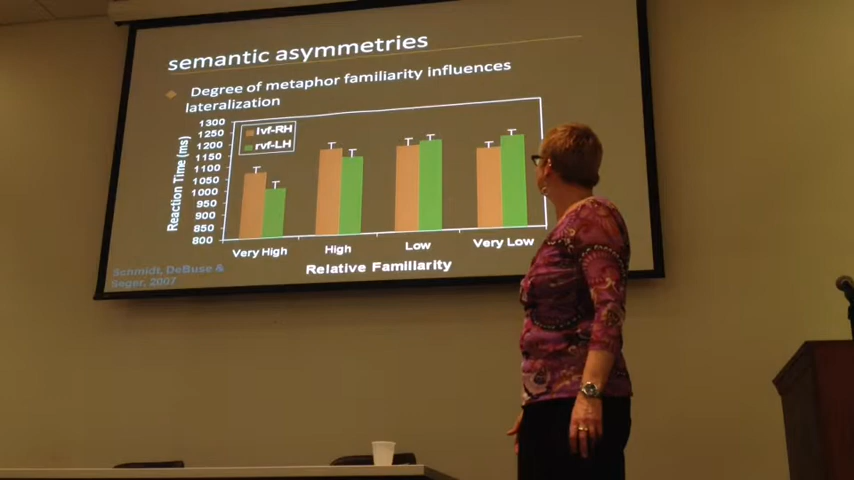 semantic asymmetries
Degree of metaphor familiarity influences
lateralization
1300
1250
1200
1150
1100
1050
1000
950
900
850
800
Reaction Time (ms)
lvf-RH
rvf-LH
Very High
High
Low
Very Low
Relative Familiarity
Schmidt, DeBuse &
Seger, 2007